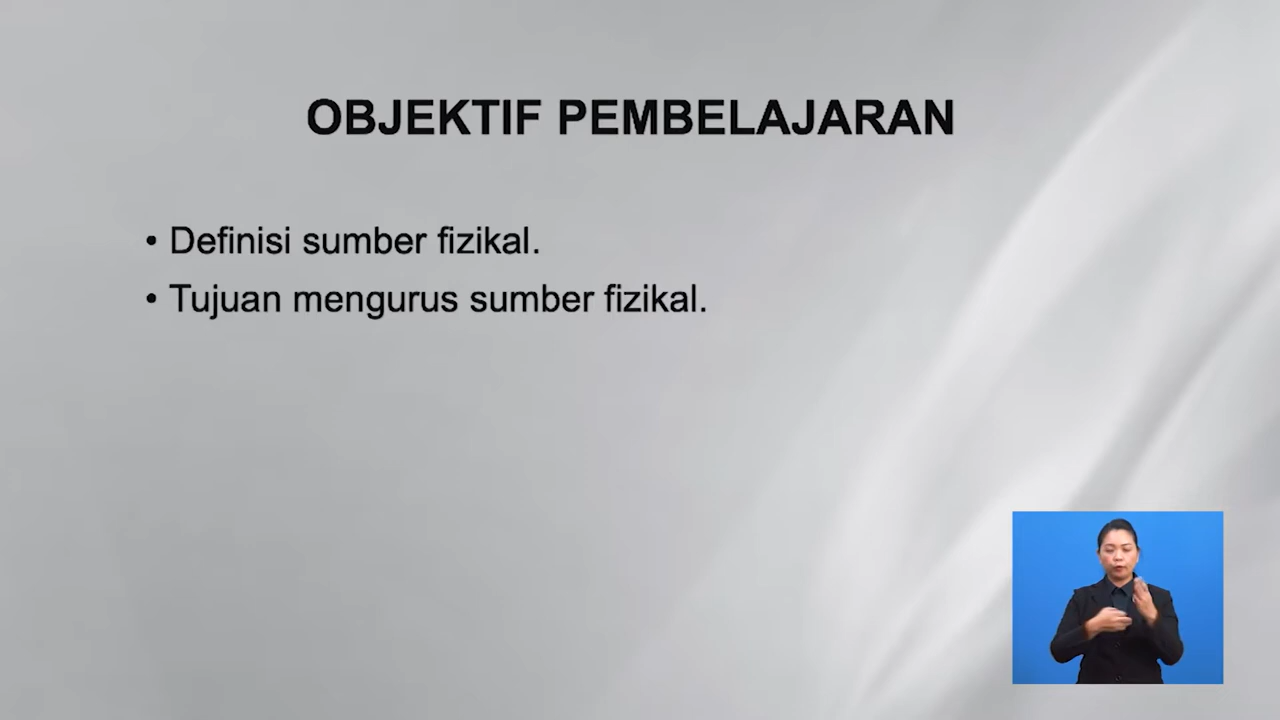 OBJEKTIF PEMBELAJARAN
• Definisi sumber fizikal.
• Tujuan mengurus sumber fizikal.